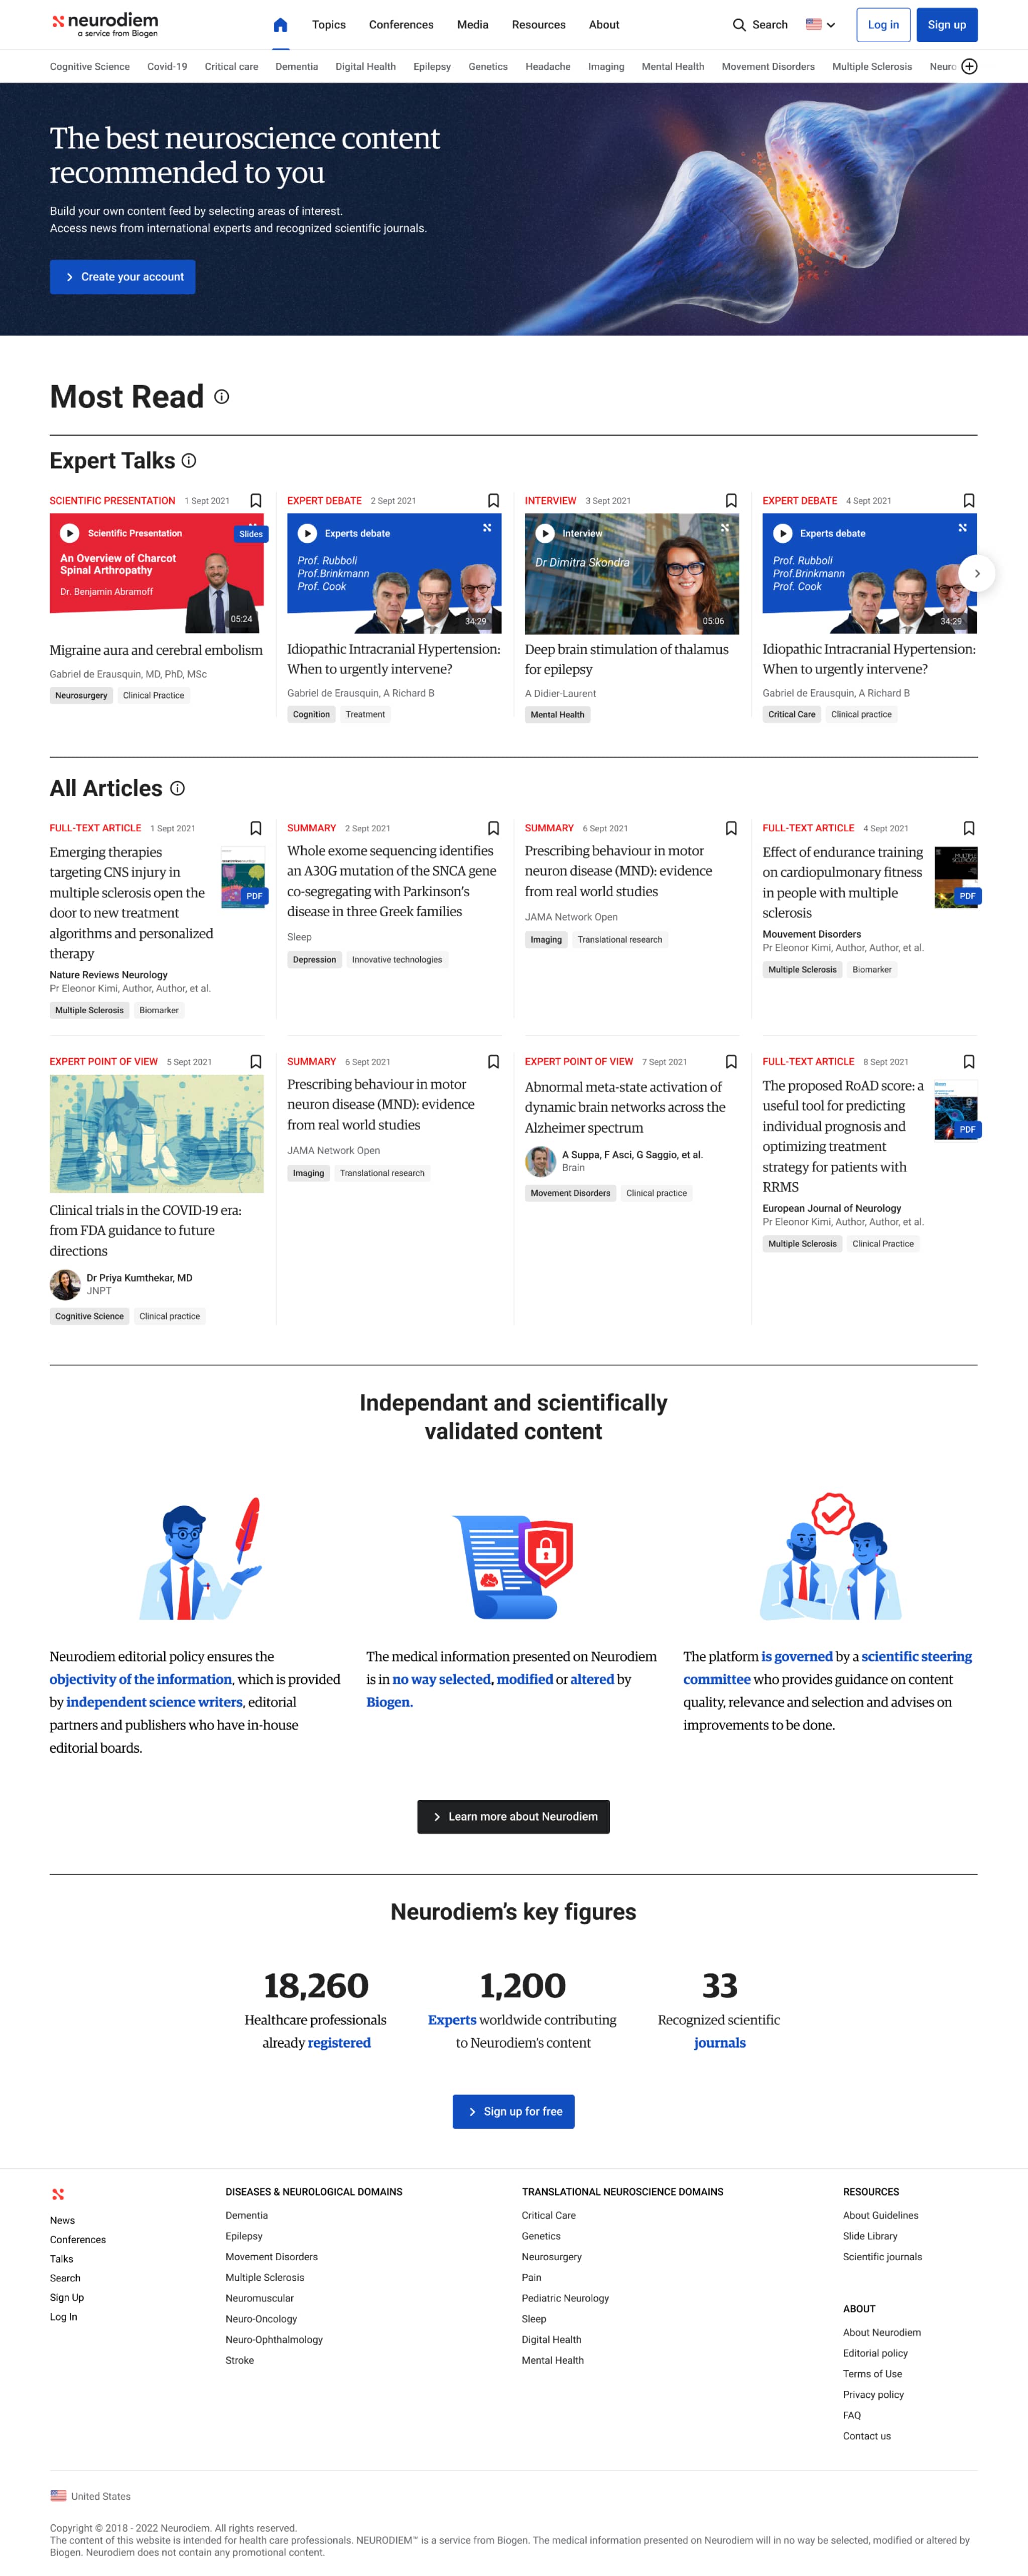 neurodiem
a service from Biogen
Topics Conferences Media Resources About Search Log in Sign up
Cognitive Science Covid-19 Critical care Dementia Digital Health Epilepsy Genetics Headache Imaging Mental Health Movement Disorders Multiple Sclerosis Neuro
The best neuroscience content
recommended to you
Build your own content feed by selecting areas of interest.
Access news from international experts and recognized scientific journals.
Create your account
Most Read
Expert Talks
SCIENTIFIC PRESENTATION 1 Sept 2021
Scientific Presentation
Slides
An Overview of Charcot
Spinal Arthropathy
Dr. Benjamin Abramoff
05:24
Migraine aura and cerebral embolism
Gabriel de Erausquin, MD, PhD, MSc
Neurosurgery Clinical Practice
EXPERT DEBATE 2 Sept 2021
Experts debate
Prof. Rubboli
Prof.Brinkmann
Prof. Cook
34:29
Idiopathic Intracranial Hypertension:
When to urgently intervene?
Gabriel de Erausquin, A Richard B
Cognition Treatment
INTERVIEW 3 Sept 2021
Interview
Dr Dimitra Skondra
05:06
Deep brain stimulation of thalamus
for epilepsy
A Didier-Laurent
Mental Health
EXPERT DEBATE 4 Sept 2021
Experts debate
Prof. Rubboli
Prof.Brinkmann
Prof. Cook
34:29
Idiopathic Intracranial Hypertension:
When to urgently intervene?
Gabriel de Erausquin, A Richard B
Critical Care Clinical practice
All Articles
FULL-TEXT ARTICLE 1 Sept 2021
Emerging therapies
targeting CNS injury in
multiple sclerosis open the
door to new treatment
algorithms and personalized
therapy
PDF
Nature Reviews Neurology
Pr Eleonor Kimi, Author, Author, et al.
Multiple Sclerosis Biomarker
SUMMARY 2 Sept 2021
Whole exome sequencing identifies
an A30G mutation of the SNCA gene
co-segregating with Parkinson's
disease in three Greek families
Sleep
Depression Innovative technologies
SUMMARY 6 Sept 2021
Prescribing behaviour in motor
neuron disease (MND): evidence
from real world studies
JAMA Network Open
Imaging Translational research
FULL-TEXT ARTICLE 4 Sept 2021
Effect of endurance training
on cardiopulmonary fitness
in people with multiple
sclerosis
PDF
Mouvement Disorders
Pr Eleonor Kimi, Author, Author, et al.
Multiple Sclerosis Biomarker
EXPERT POINT OF VIEW 5 Sept 2021
Clinical trials in the COVID-19 era:
from FDA guidance to future
directions
Dr Priya Kumthekar, MD
JNPT
Cognitive Science Clinical practice
SUMMARY 6 Sept 2021
Prescribing behaviour in motor
neuron disease (MND): evidence
from real world studies
JAMA Network Open
Imaging Translational research
EXPERT POINT OF VIEW 7 Sept 2021
Abnormal meta-state activation of
dynamic brain networks across the
Alzheimer spectrum
A Suppa, F Asci, G Saggio, et al.
Brain
Movement Disorders Clinical practice
FULL-TEXT ARTICLE 8 Sept 2021
The proposed RoAD score: a
useful tool for predicting
individual prognosis and
optimizing treatment
strategy for patients with
RRMS
PDF
European Journal of Neurology
Pr Eleonor Kimi, Author, Author, et al.
Multiple Sclerosis Clinical Practice
Independant and scientifically
validated content
Neurodiem editorial policy ensures the
objectivity of the information, which is provided
by independent science writers, editorial
partners and publishers who have in-house
editorial boards.
The medical information presented on Neurodiem
is in no way selected, modified or altered by
Biogen.
The platform is governed by a scientific steering
committee who provides guidance on content
quality, relevance and selection and advises on
improvements to be done.
Learn more about Neurodiem
Neurodiem's key figures
18,260
Healthcare professionals
already registered
1,200
Experts worldwide contributing
to Neurodiem's content
33
Recognized scientific
journals
Sign up for free
News
Conferences
Talks
Search
Sign Up
Log In
DISEASES & NEUROLOGICAL DOMAINS
Dementia
Epilepsy
Movement Disorders
Multiple Sclerosis
Neuromuscular
Neuro-Oncology
Neuro-Ophthalmology
Stroke
TRANSLATIONAL NEUROSCIENCE DOMAINS
Critical Care
Genetics
Neurosurgery
Pain
Pediatric Neurology
Sleep
Digital Health
Mental Health
RESOURCES
About Guidelines
Slide Library
Scientific journals
ABOUT
About Neurodiem
Editorial policy
Terms of Use
Privacy policy
FAQ
Contact us
United States
Copyright © 2018 - 2022 Neurodiem. All rights reserved.
The content of this website is intended for health care professionals. NEURODIEM™ is a service from Biogen. The medical information presented on Neurodiem will in no way be selected, modified or altered by
Biogen. Neurodiem does not contain any promotional content.